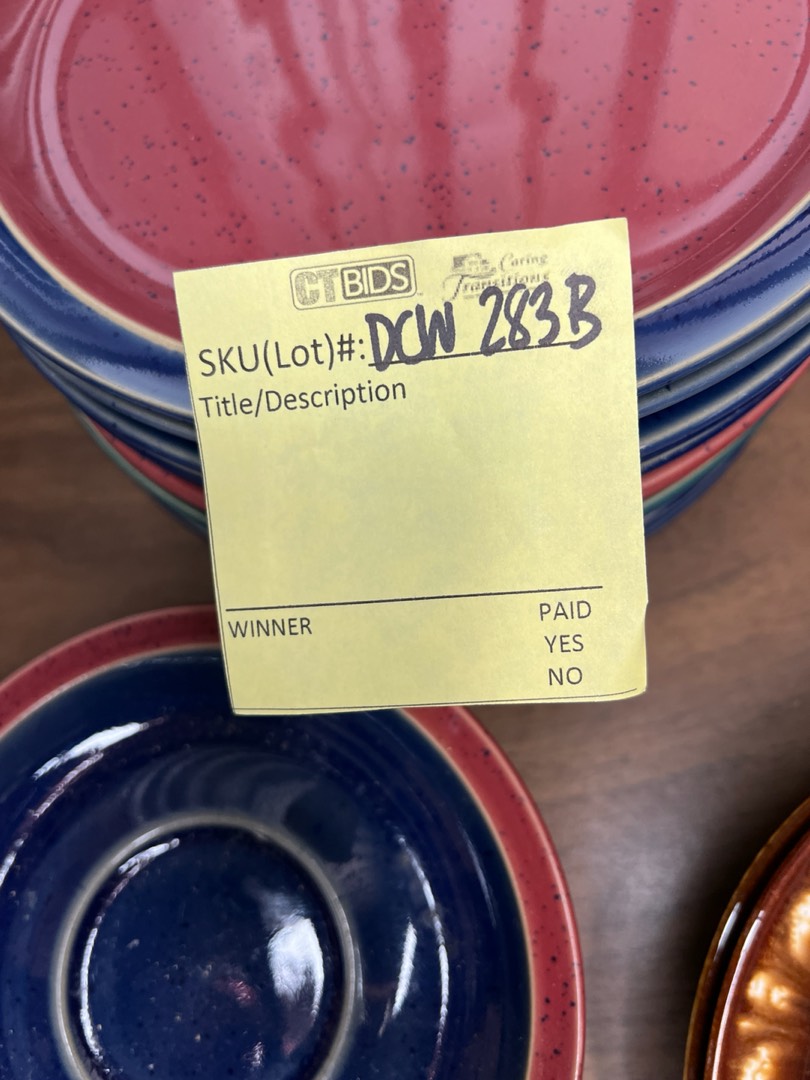 CTBIDS Caring Transitions
SKU(Lot)#: DCW 283B
Title/Description
WINNER PAID
YES
NO